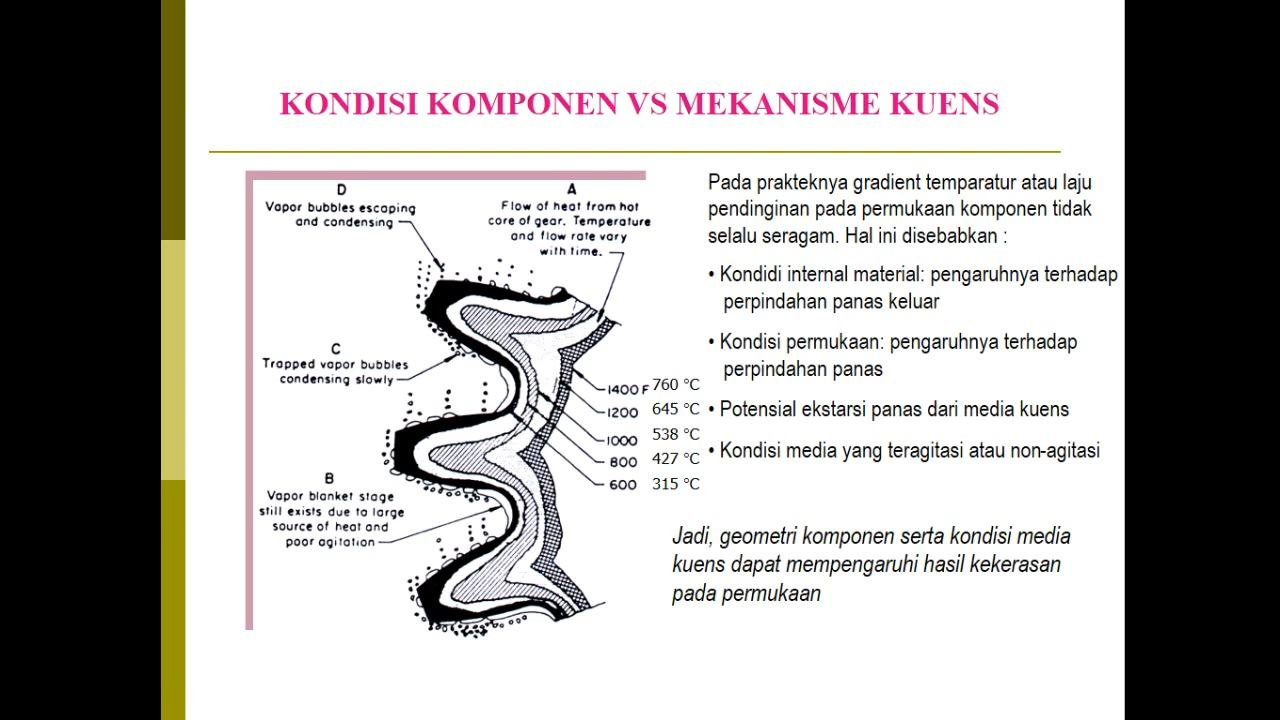 KONDISI KOMPONEN VS MEKANISME KUENS
D
Vapor bubbles escaping
and condensing
A
Flow of heat from hot
core of gear. Temperature
and flow rate vary
with time.
C
Trapped vapor bubbles
condensing slowly
1400 F 760 °C
1200 645 °C
1000 538 °C
800 427 °C
600 315 °C
B
Vapor blanket stage
still exists due to large
source of heat and
poor agitation
Pada prakteknya gradient temparatur atau laju
pendinginan pada permukaan komponen tidak
selalu seragam. Hal ini disebabkan :
• Kondidi internal material: pengaruhnya terhadap
perpindahan panas keluar
• Kondisi permukaan: pengaruhnya terhadap
perpindahan panas
• Potensial ekstarsi panas dari media kuens
• Kondisi media yang teragitasi atau non-agitasi
Jadi, geometri komponen serta kondisi media
kuens dapat mempengaruhi hasil kekerasan
pada permukaan